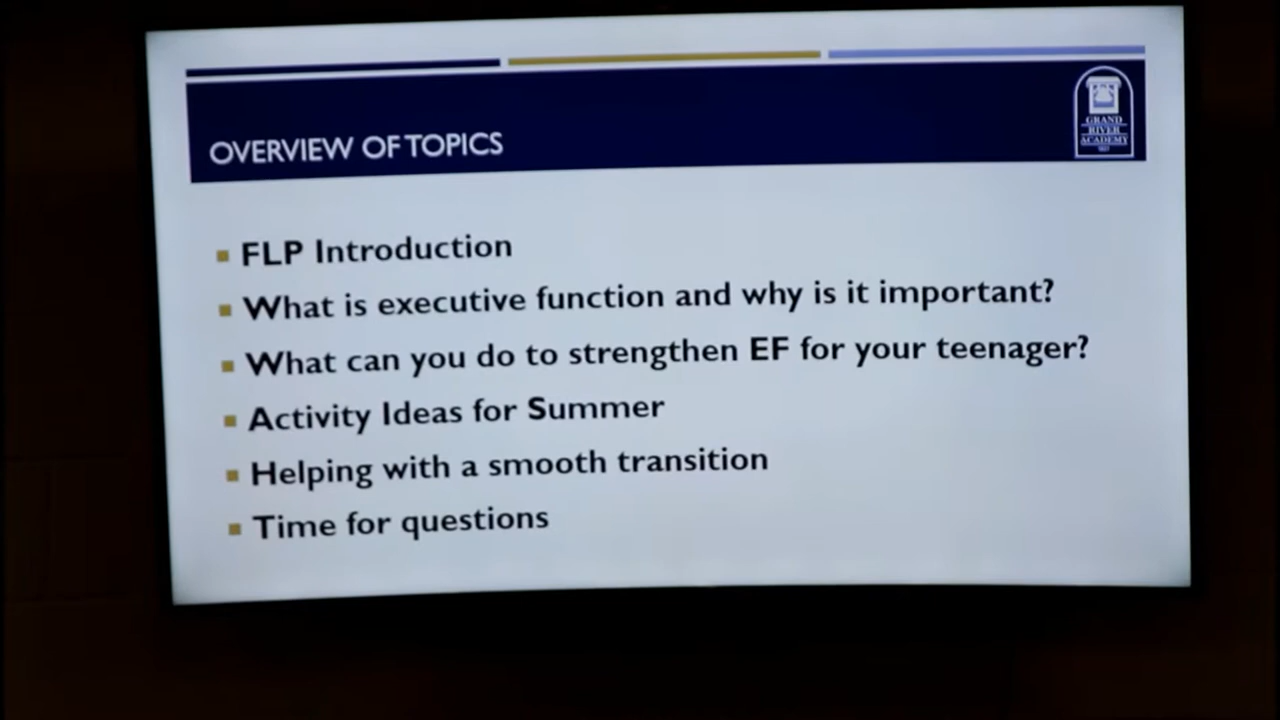 OVERVIEW OF TOPICS
GRAND
RIVER
ACADEMY
FLP Introduction
What is executive function and why is it important?
What can you do to strengthen EF for your teenager?
Activity Ideas for Summer
Helping with a smooth transition
Time for questions